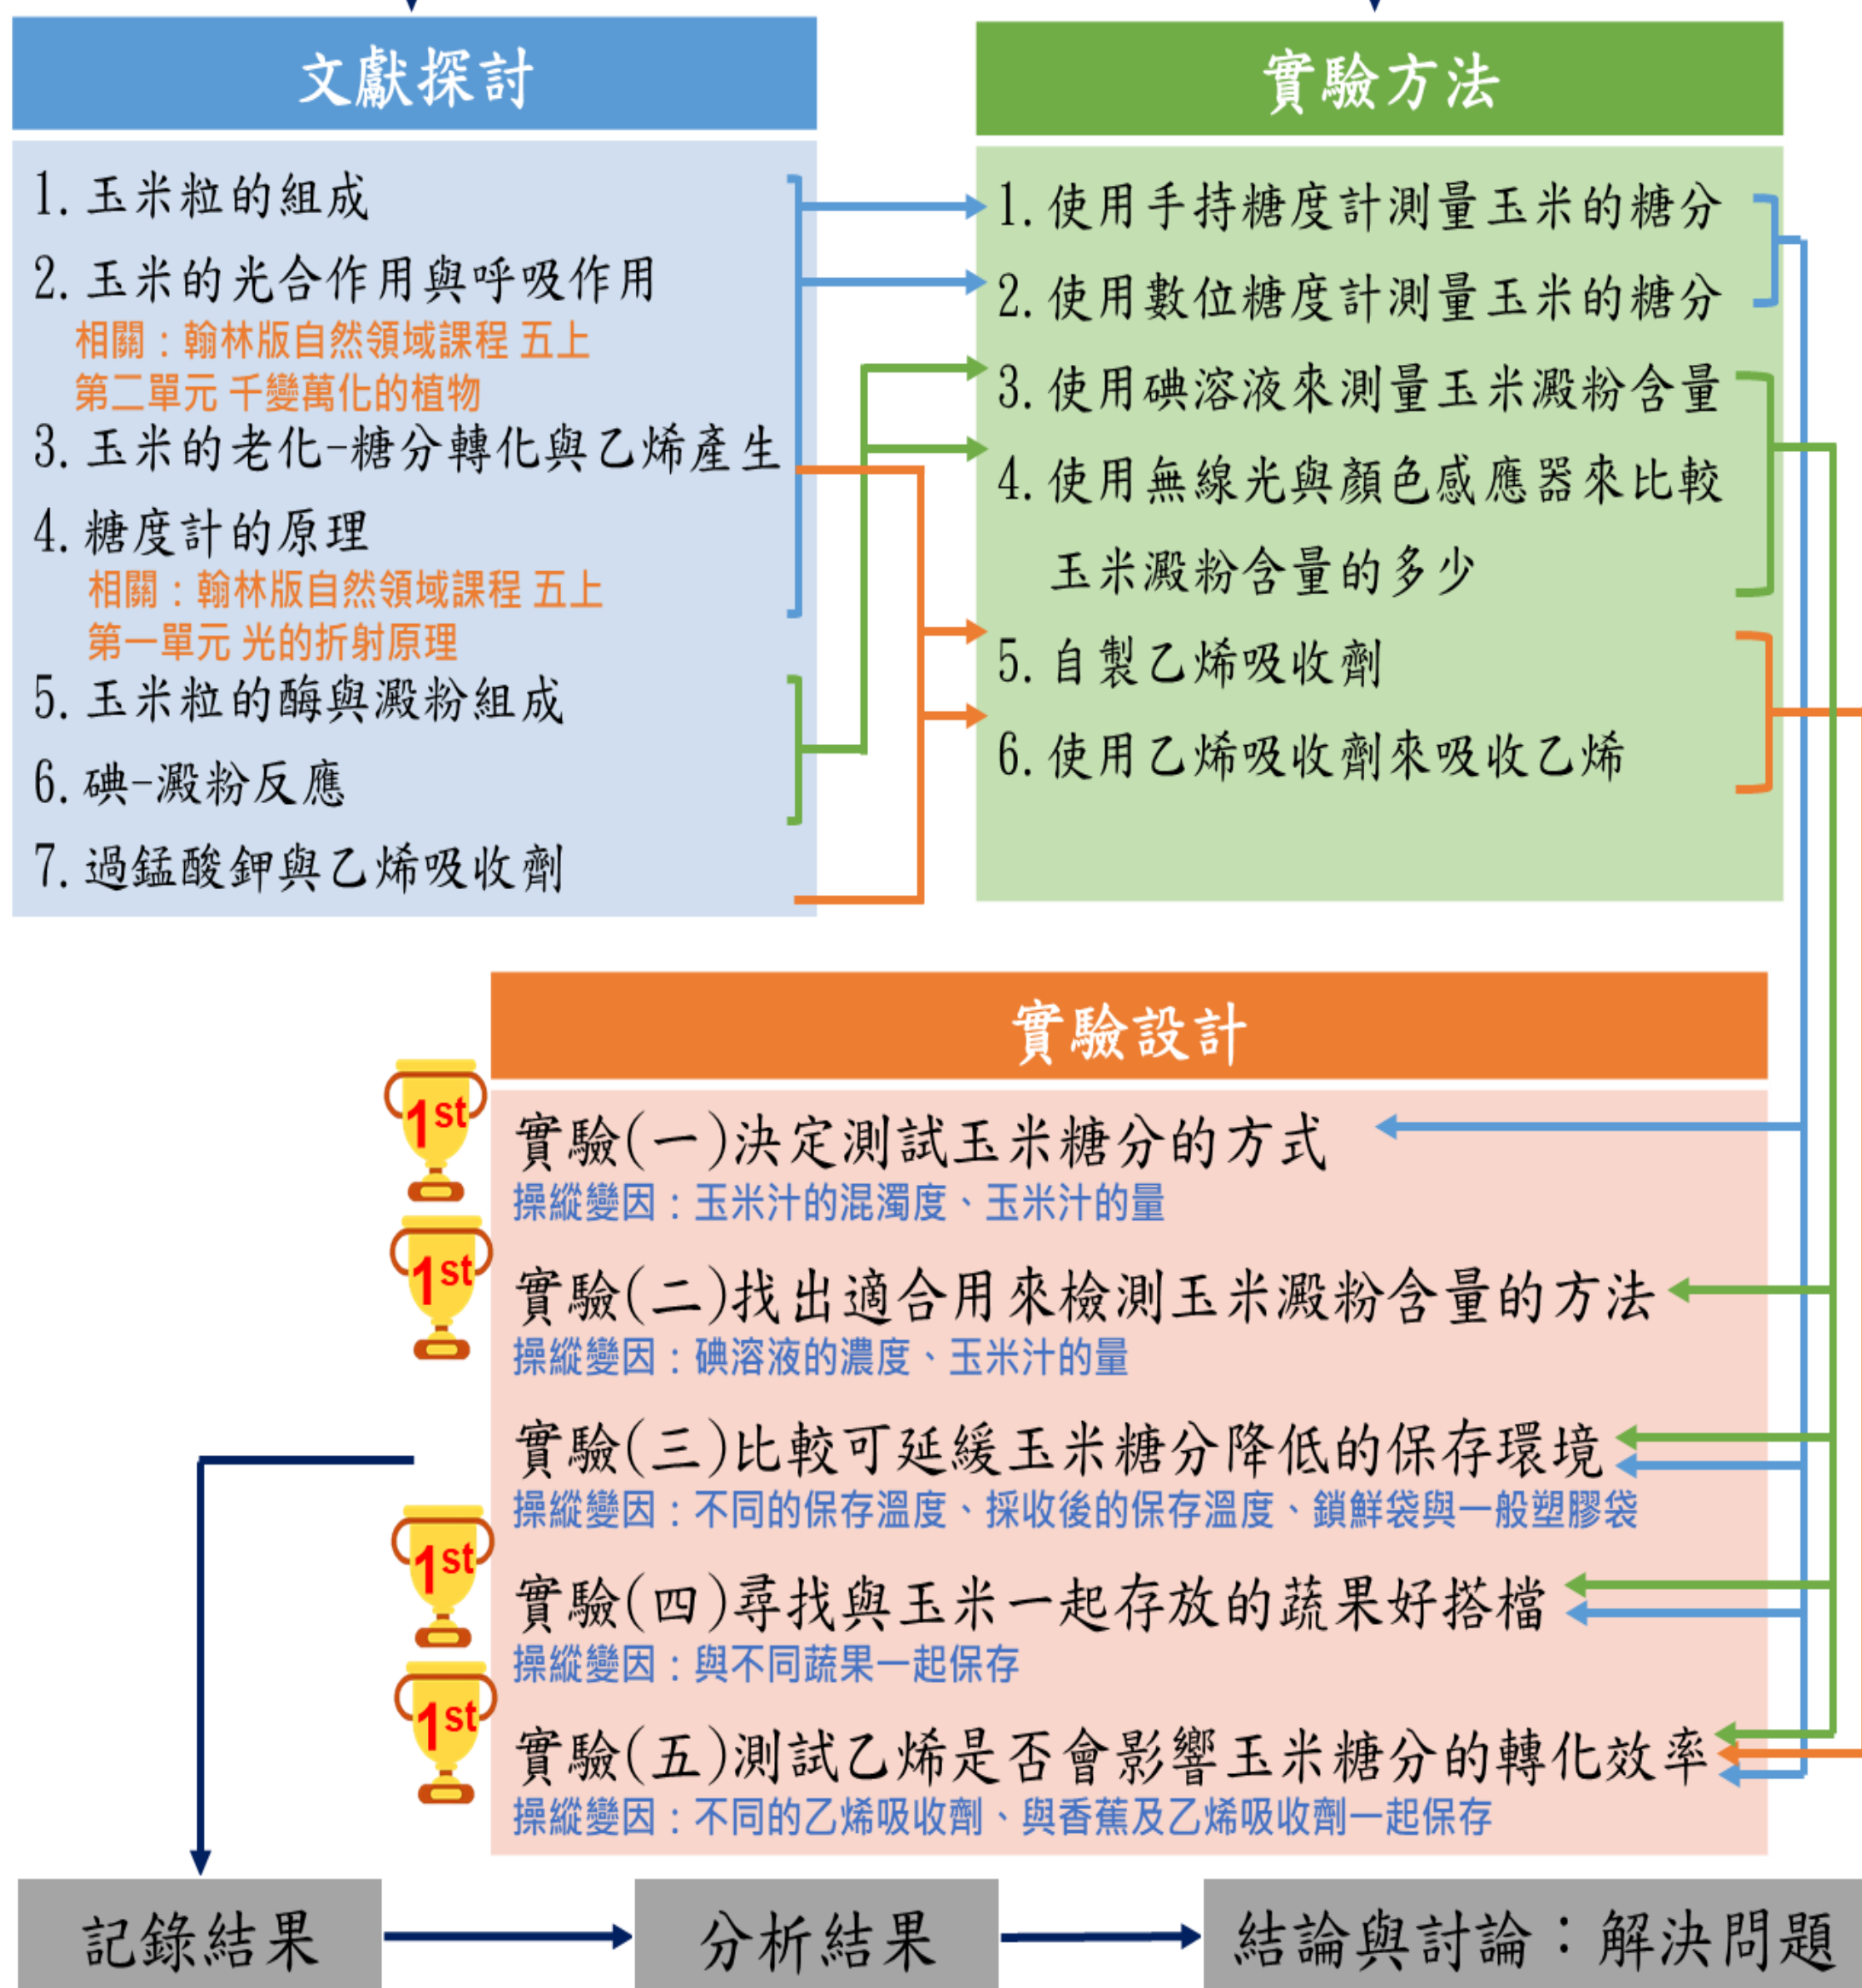 文獻探討
1. 玉米粒的組成
2. 玉米的光合作用與呼吸作用
相關：翰林版自然領域課程 五上
第二單元 千變萬化的植物
3. 玉米的老化-糖分轉化與乙烯產生
4. 糖度計的原理
相關：翰林版自然領域課程 五上
第一單元 光的折射原理
5. 玉米粒的酶與澱粉組成
6. 碘-澱粉反應
7. 過錳酸鉀與乙烯吸收劑
實驗方法
1. 使用手持糖度計測量玉米的糖分
2. 使用數位糖度計測量玉米的糖分
3. 使用碘溶液來測量玉米澱粉含量
4. 使用無線光與顏色感應器來比較
玉米澱粉含量的多少
5. 自製乙烯吸收劑
6. 使用乙烯吸收劑來吸收乙烯
實驗設計
1st
實驗(一)決定測試玉米糖分的方式
操縱變因：玉米汁的混濁度、玉米汁的量
1st
實驗(二)找出適合用來檢測玉米澱粉含量的方法
操縱變因：碘溶液的濃度、玉米汁的量
實驗(三)比較可延緩玉米糖分降低的保存環境
操縱變因：不同的保存溫度、採收後的保存溫度、鎖鮮袋與一般塑膠袋
1st
實驗(四)尋找與玉米一起存放的蔬果好搭檔
操縱變因：與不同蔬果一起保存
1st
實驗(五)測試乙烯是否會影響玉米糖分的轉化效率
操縱變因：不同的乙烯吸收劑、與香蕉及乙烯吸收劑一起保存
記錄結果
分析結果
結論與討論：解決問題